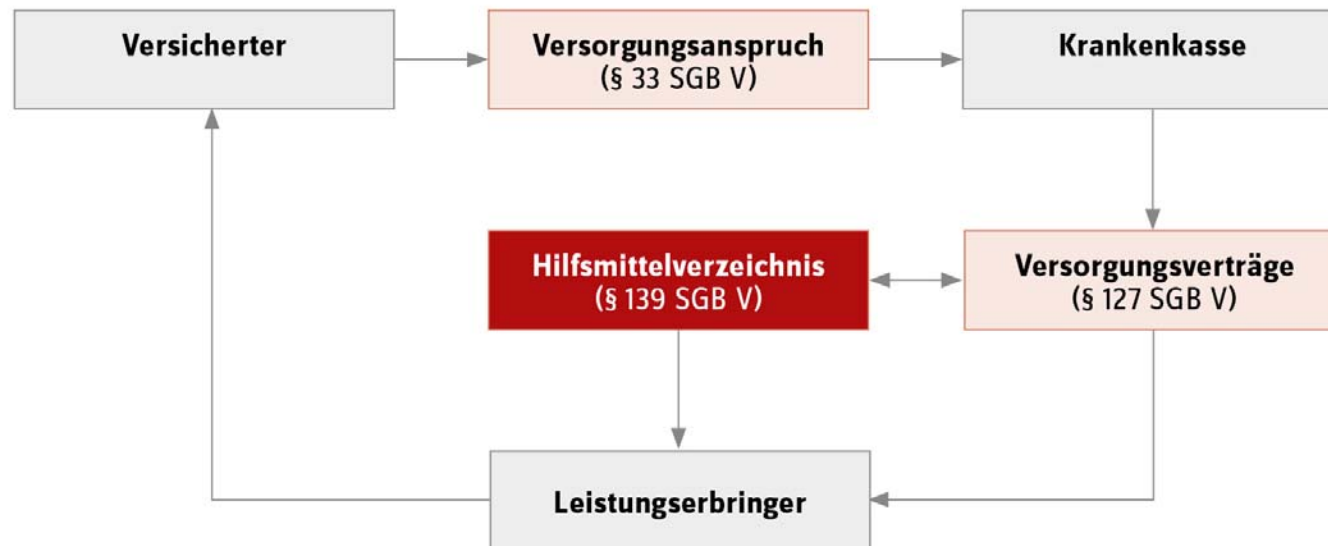 Versicherter
Versorgungsanspruch
(§ 33 SGB V)
Krankenkasse
Hilfsmittelverzeichnis
(§ 139 SGB V)
Versorgungsverträge
(§ 127 SGB V)
Leistungserbringer